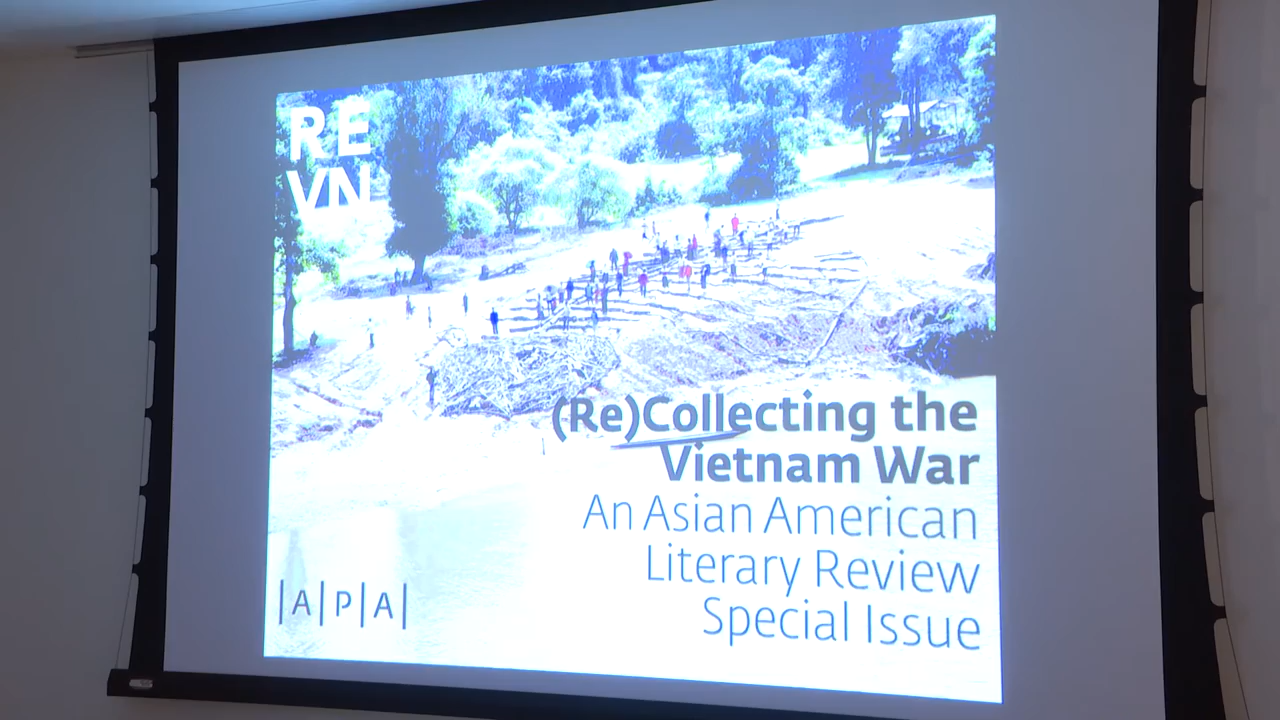 RE
VN
(Re)Collecting the
Vietnam War
An Asian American
Literary Review
Special Issue
|A|P|A|